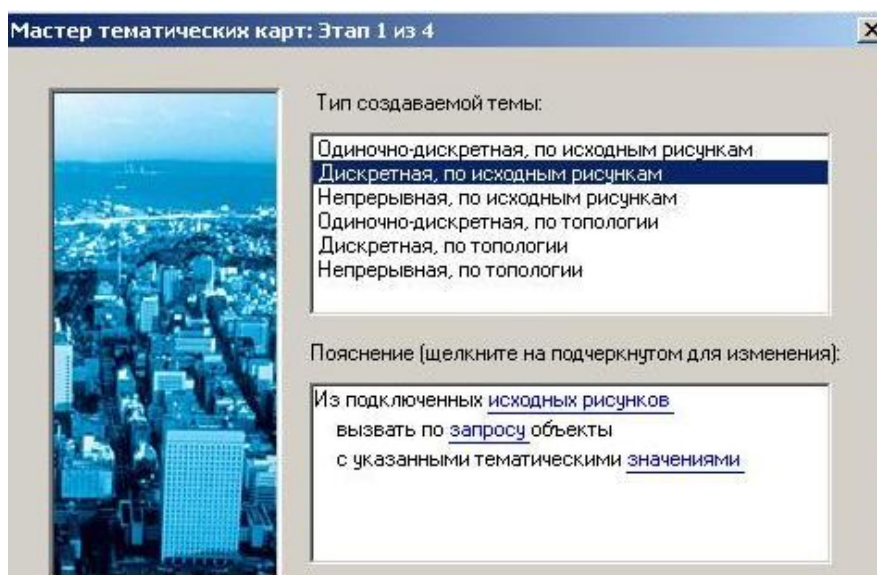 Мастер тематических карт: Этап 1 из 4
Тип создаваемой темы:
Одиночно-дискретная, по исходным рисункам
Дискретная, по исходным рисункам
Непрерывная, по исходным рисункам
Одиночно-дискретная, по топологии
Дискретная, по топологии
Непрерывная, по топологии
Пояснение (щелкните на подчеркнутом для изменения):
Из подключенных исходных рисунков
вызвать по запросу объекты
с указанными тематическими значениями